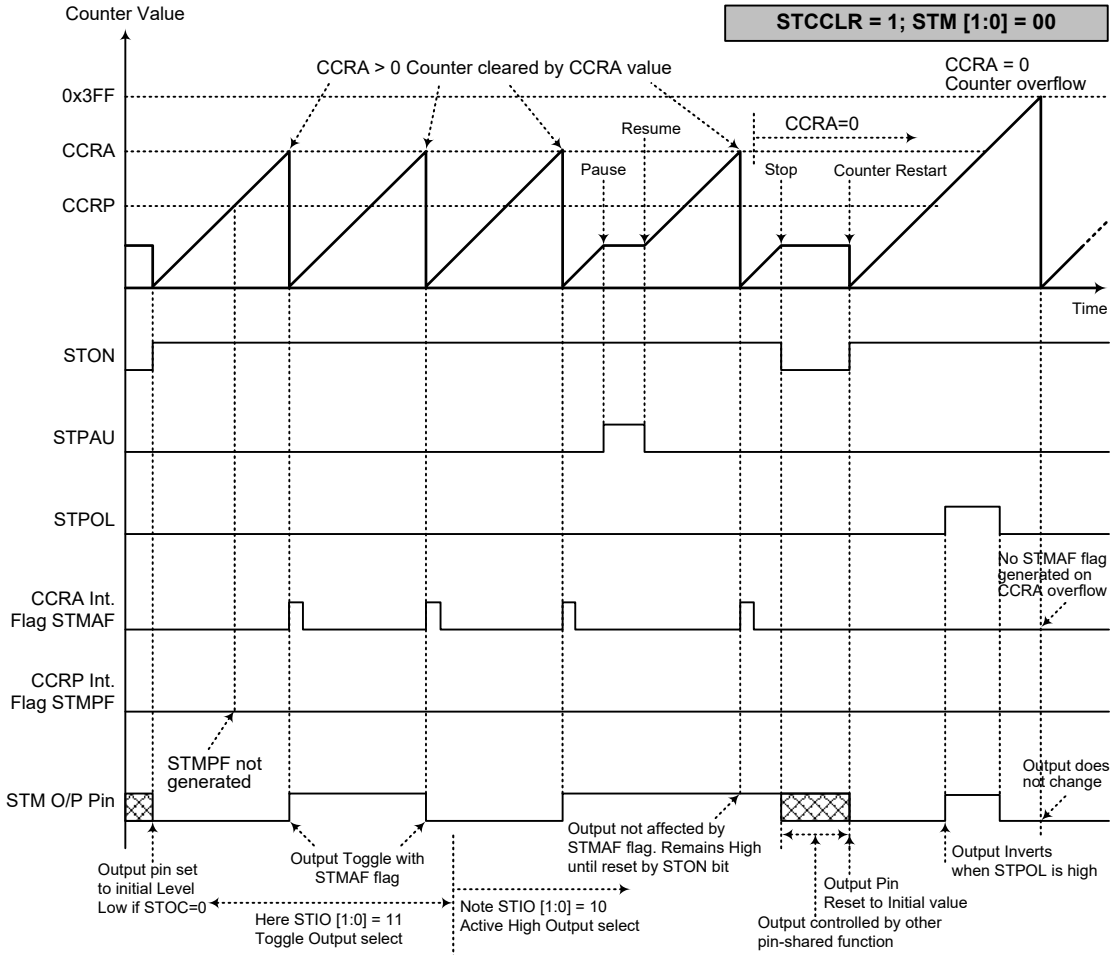 Counter Value
STCCLR = 1; STM [1:0] = 00
CCRA > 0 Counter cleared by CCRA value
CCRA = 0
Counter overflow
0x3FF
Resume
CCRA=0
CCRA
Pause
Stop
Counter Restart
CCRP
Time
STON
STPAU
STPOL
No STMAF flag
generated on
CCRA overflow
CCRA Int.
Flag STMAF
CCRP Int.
Flag STMPF
STMPF not
generated
Output does
not change
STM O/P Pin
Output pin set
to initial Level
Low if STOC=0
Output Toggle with
STMAF flag
Here STIO [1:0] = 11
Toggle Output select
Note STIO [1:0] = 10
Active High Output select
Output not affected by
STMAF flag. Remains High
until reset by STON bit
Output Pin
Reset to Initial value
Output controlled by other
pin-shared function
Output Inverts
when STPOL is high